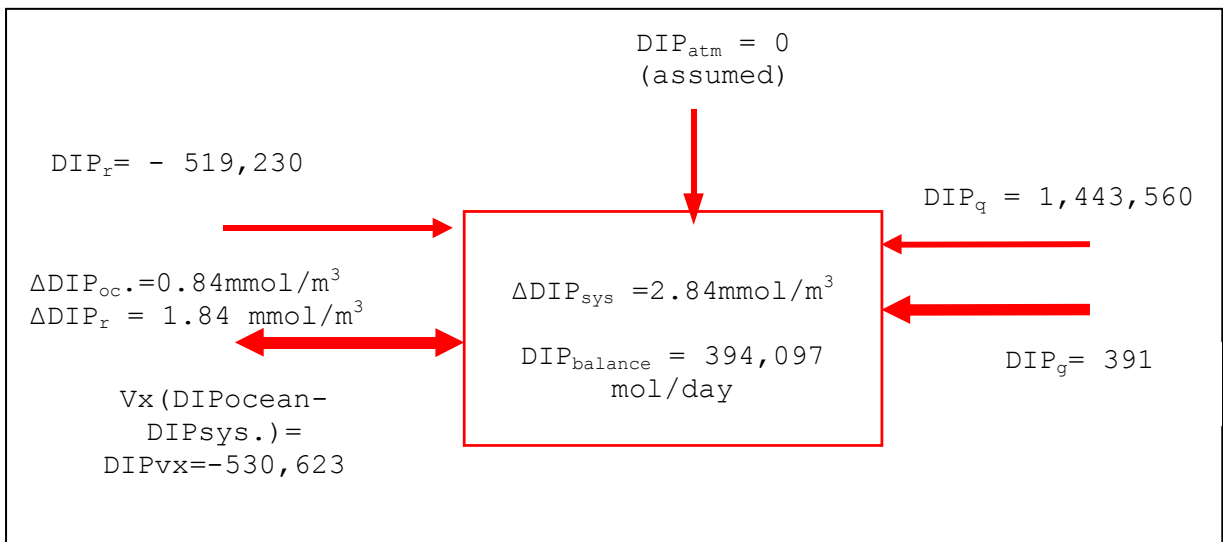 DIPatm = 0
(assumed)
DIPr= - 519,230
DIPq = 1,443,560
ΔDIPoc.=0.84mmol/m3
ΔDIPr = 1.84 mmol/m3
ΔDIPsys =2.84mmol/m3
DIPbalance = 394,097
mol/day
DIPg= 391
Vx(DIPocean-
DIPsys.)=
DIPvx=-530,623